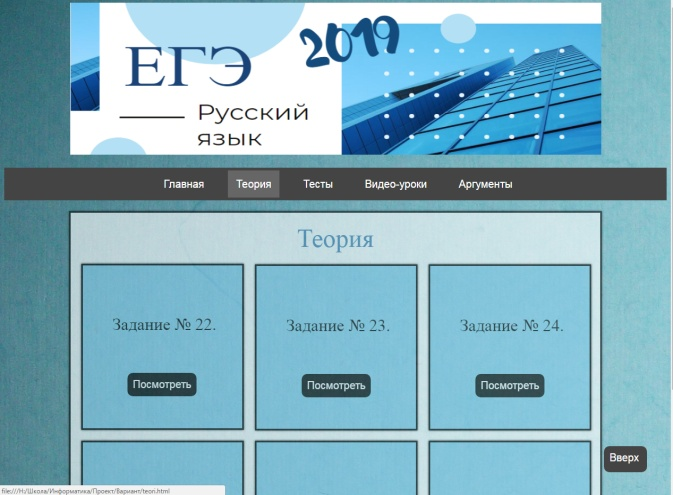 ЕГЭ
2019
Русский
язык
Главная Теория Тесты Видео-уроки Аргументы
Теория
Задание № 22. Задание № 23. Задание № 24.
Посмотреть Посмотреть Посмотреть
Вверх
file:///H:/Школа/Информатика/Проект/Вариант/teori.html